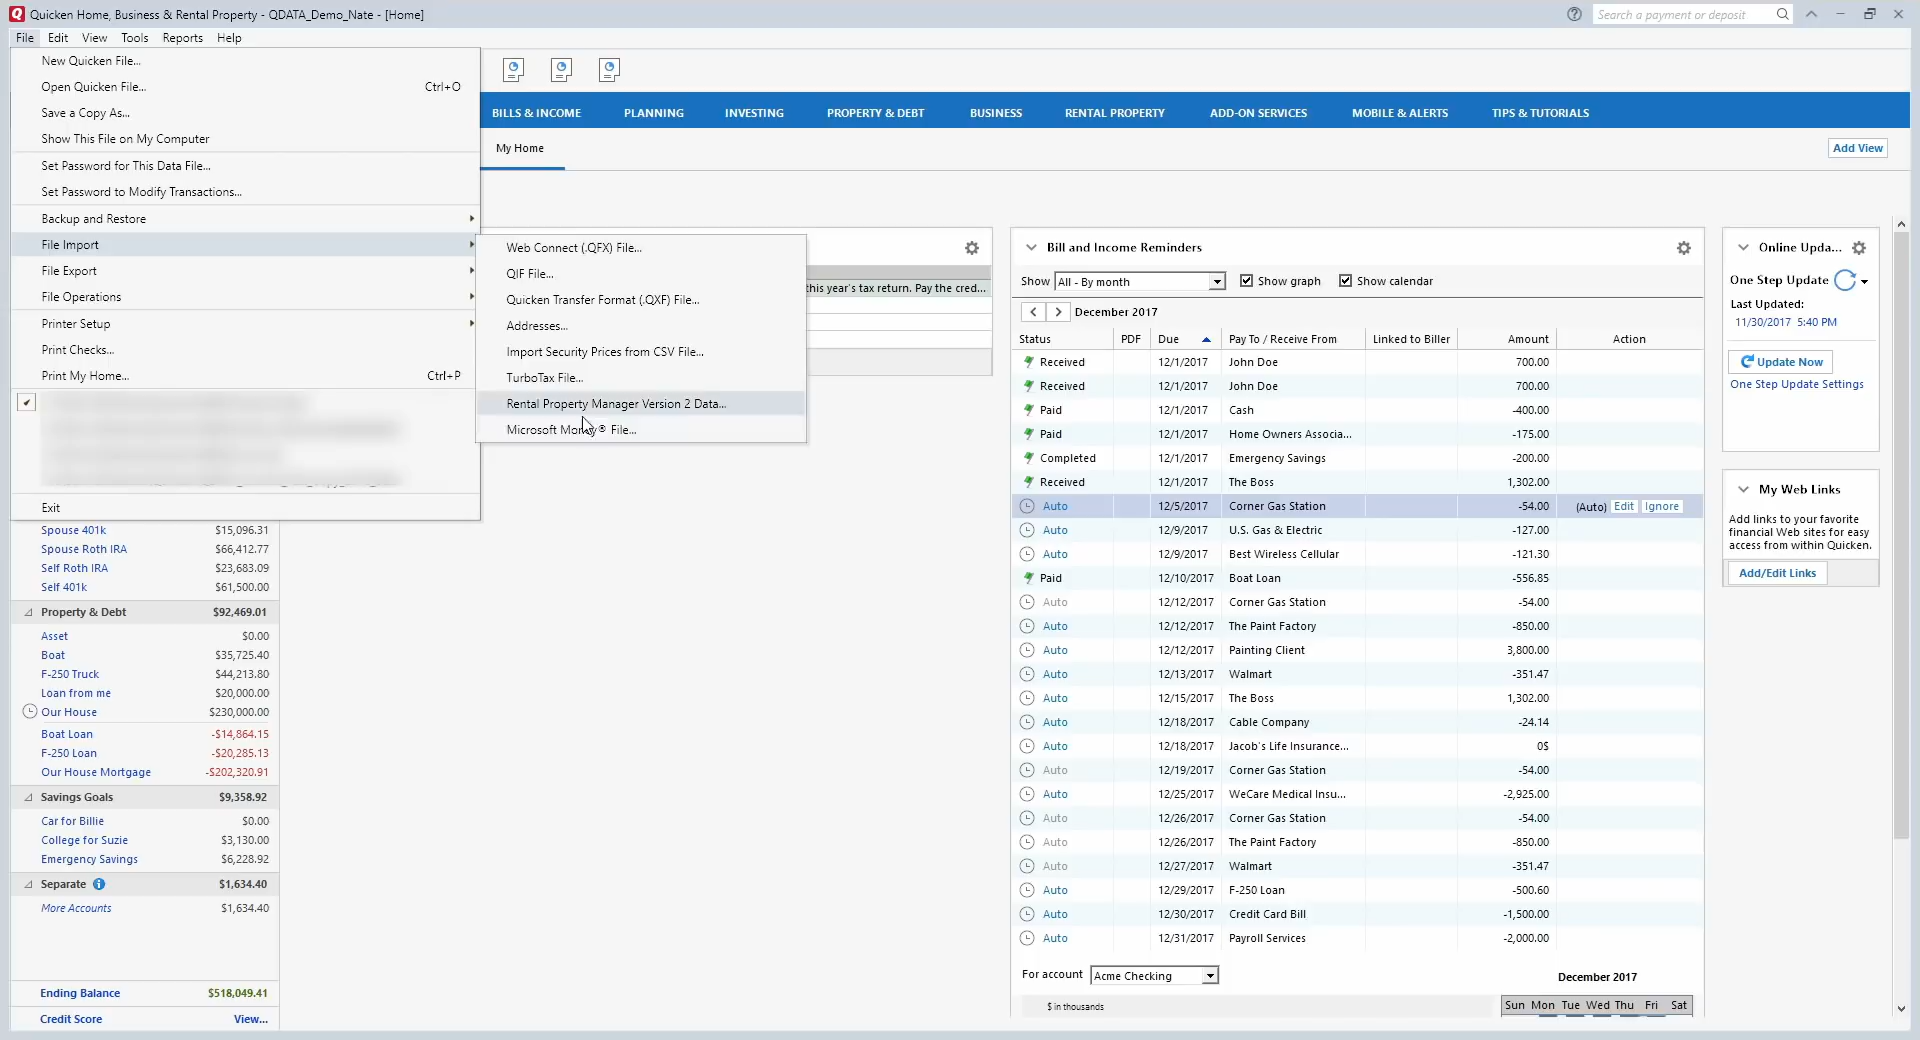 Quicken Home, Business & Rental Property - QDATA_Demo_Nate - [Home]
Search a payment or deposit
File Edit View Tools Reports Help
New Quicken File...
Open Quicken File... Ctrl+O
Save a Copy As...
Show This File on My Computer
Set Password for This Data File...
Set Password to Modify Transactions...
Backup and Restore
File Import
File Export
File Operations
Printer Setup
Print Checks...
Print My Home... Ctrl+P
Exit
Web Connect (.QFX) File...
QIF File...
Quicken Transfer Format (.QXF) File...
Addresses...
Import Security Prices from CSV File...
TurboTax File...
Rental Property Manager Version 2 Data...
Microsoft Money® File...
BILLS & INCOME PLANNING INVESTING PROPERTY & DEBT BUSINESS RENTAL PROPERTY ADD-ON SERVICES MOBILE & ALERTS TIPS & TUTORIALS
My Home
Add View
this year's tax return. Pay the cred...
Spouse 401k $15,096.31
Spouse Roth IRA $66,412.77
Self Roth IRA $23,683.09
Self 401k $61,500.00
Property & Debt $92,469.01
Asset $0.00
Boat $35,725.40
F-250 Truck $44,213.80
Loan from me $20,000.00
Our House $230,000.00
Boat Loan -$14,864.15
F-250 Loan -$20,285.13
Our House Mortgage -$202,320.91
Savings Goals $9,358.92
Car for Billie $0.00
College for Suzie $3,130.00
Emergency Savings $6,228.92
Separate $1,634.40
More Accounts $1,634.40
Ending Balance $518,049.41
Credit Score View...
Bill and Income Reminders
Show All - By month Show graph Show calendar
December 2017
Status PDF Due Pay To / Receive From Linked to Biller Amount Action
Received 12/1/2017 John Doe 700.00
Received 12/1/2017 John Doe 700.00
Paid 12/1/2017 Cash -400.00
Paid 12/1/2017 Home Owners Associa... -175.00
Completed 12/1/2017 Emergency Savings -200.00
Received 12/1/2017 The Boss 1,302.00
Auto 12/5/2017 Corner Gas Station -54.00 (Auto) Edit Ignore
Auto 12/9/2017 U.S. Gas & Electric -127.00
Auto 12/9/2017 Best Wireless Cellular -121.30
Paid 12/10/2017 Boat Loan -556.85
Auto 12/12/2017 Corner Gas Station -54.00
Auto 12/12/2017 The Paint Factory -850.00
Auto 12/12/2017 Painting Client 3,800.00
Auto 12/13/2017 Walmart -351.47
Auto 12/15/2017 The Boss 1,302.00
Auto 12/18/2017 Cable Company -24.14
Auto 12/18/2017 Jacob's Life Insurance... 0$
Auto 12/19/2017 Corner Gas Station -54.00
Auto 12/25/2017 WeCare Medical Insu... -2,925.00
Auto 12/26/2017 Corner Gas Station -54.00
Auto 12/26/2017 The Paint Factory -850.00
Auto 12/27/2017 Walmart -351.47
Auto 12/29/2017 F-250 Loan -500.60
Auto 12/30/2017 Credit Card Bill -1,500.00
Auto 12/31/2017 Payroll Services -2,000.00
For account Acme Checking December 2017
$ in thousands Sun Mon Tue Wed Thu Fri Sat
Online Upda...
One Step Update
Last Updated:
11/30/2017 5:40 PM
Update Now
One Step Update Settings
My Web Links
Add links to your favorite
financial Web sites for easy
access from within Quicken.
Add/Edit Links